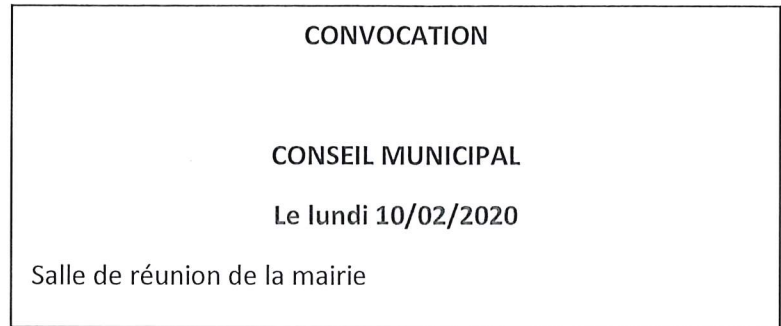 CONVOCATION
CONSEIL MUNICIPAL
Le lundi 10/02/2020
Salle de réunion de la mairie